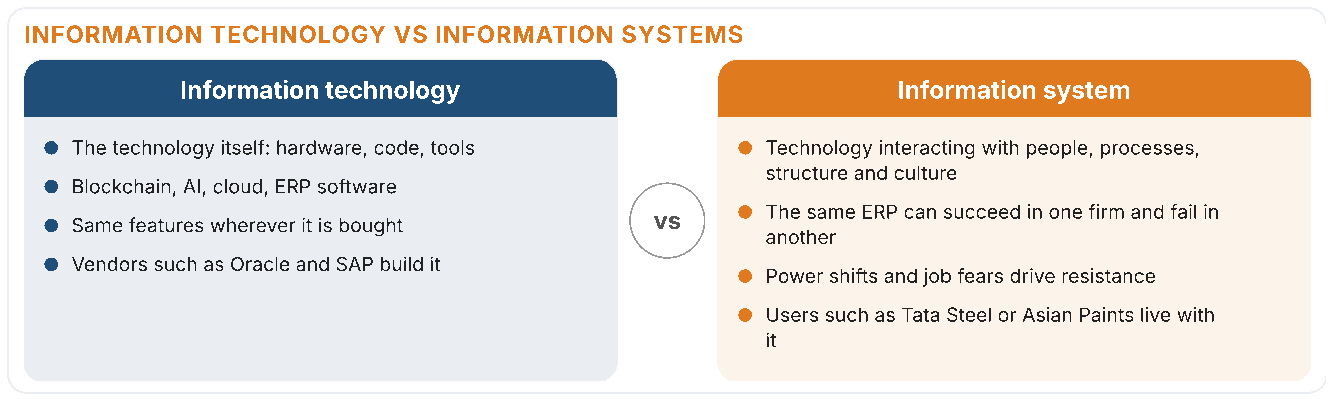 INFORMATION TECHNOLOGY VS INFORMATION SYSTEMS
Information technology
The technology itself: hardware, code, tools
Blockchain, AI, cloud, ERP software
Same features wherever it is bought
Vendors such as Oracle and SAP build it
vs
Information system
Technology interacting with people, processes,
structure and culture
The same ERP can succeed in one firm and fail in
another
Power shifts and job fears drive resistance
Users such as Tata Steel or Asian Paints live with
it